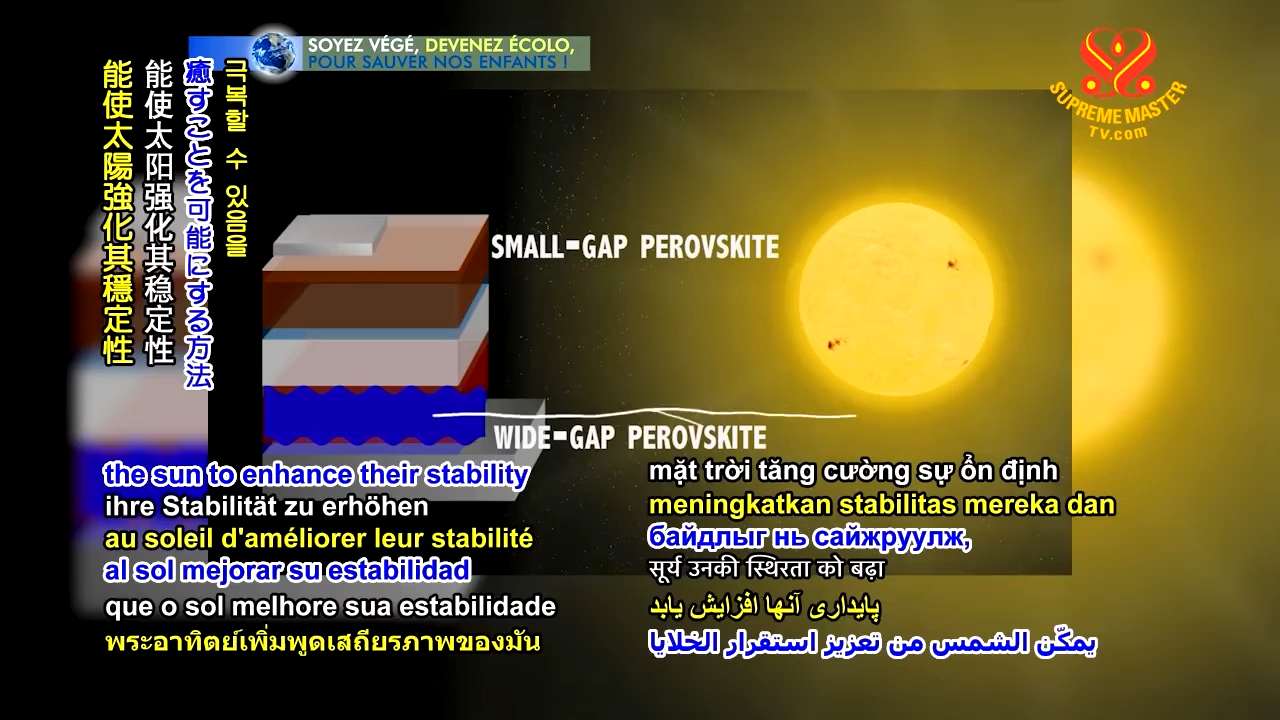 SOYEZ VÉGÉ, DEVENEZ ÉCOLO,
POUR SAUVER NOS ENFANTS !
SUPREME MASTER
TV.com
극복할 수 있음을
癒すことを可能にする方法
能使太阳强化其稳定性
能使太陽強化其穩定性
SMALL-GAP PEROVSKITE
WIDE-GAP PEROVSKITE
the sun to enhance their stability
ihre Stabilität zu erhöhen
au soleil d'améliorer leur stabilité
al sol mejorar su estabilidad
que o sol melhore sua estabilidade
พระอาทิตย์เพิ่มพูดเสถียรภาพของมัน
mặt trời tăng cường sự ổn định
meningkatkan stabilitas mereka dan
байдлыг нь сайжруулж,
सूर्य उनकी स्थिरता को बढ़ा
پایداری آنها افزایش یابد
يمكّن الشمس من تعزيز استقرار الخلايا